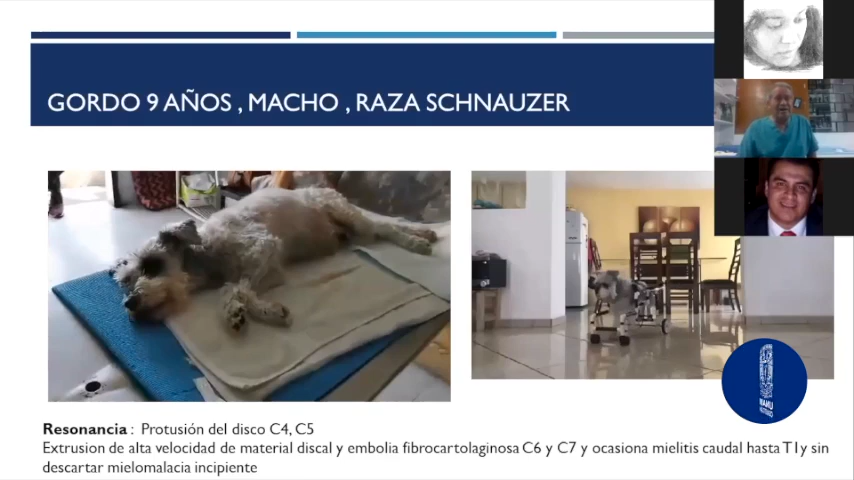 GORDO 9 AÑOS , MACHO , RAZA SCHNAUZER
Resonancia : Protusión del disco C4, C5
Extrusion de alta velocidad de material discal y embolia fibrocartolaginosa C6 y C7 y ocasiona mielitis caudal hasta T1y sin
descartar mielomalacia incipiente